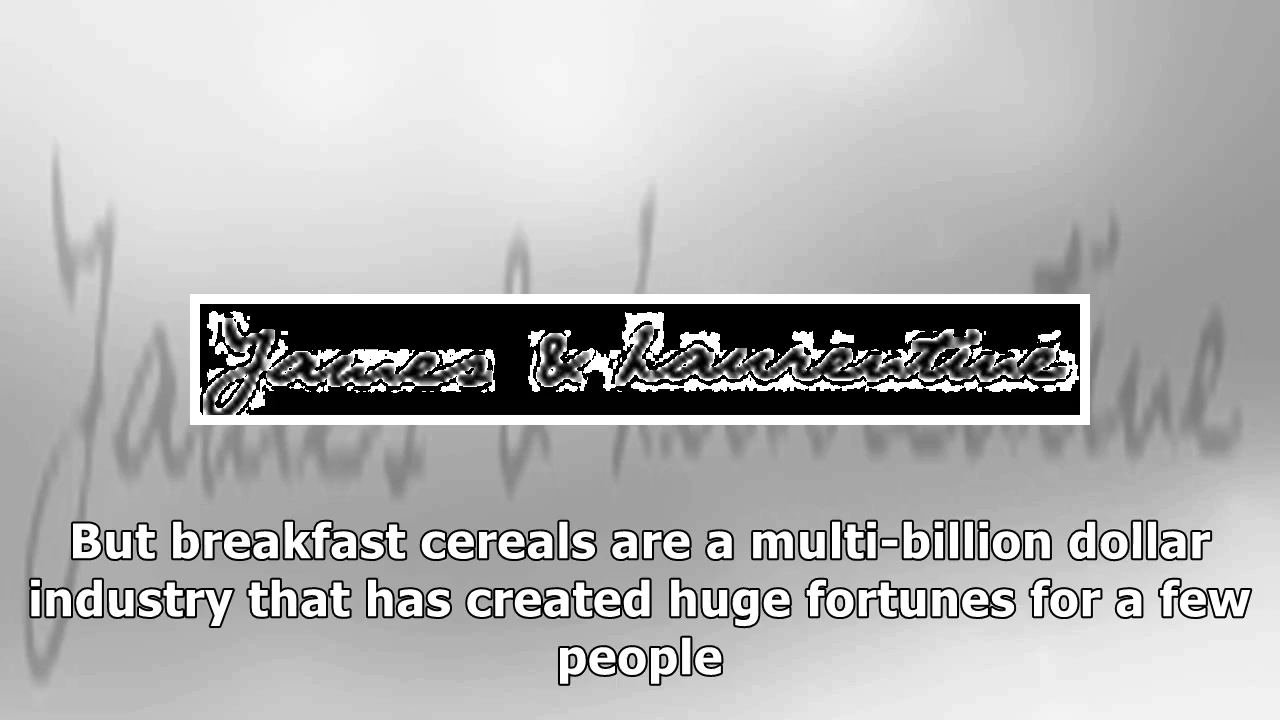 James & Laurentine
But breakfast cereals are a multi-billion dollar
industry that has created huge fortunes for a few
people